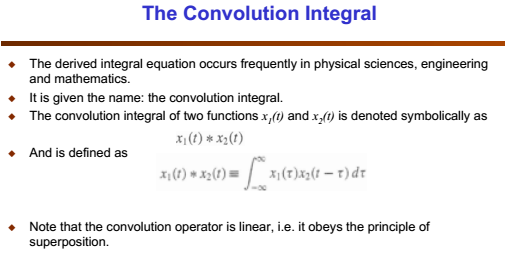 The Convolution Integral
The derived integral equation occurs frequently in physical sciences, engineering
and mathematics.
It is given the name: the convolution integral.
The convolution integral of two functions x₁(t) and x₂(t) is denoted symbolically as
x₁(t) * x₂(t)
And is defined as
x₁(t) * x₂(t) ≡ ∫_{-∞}^{∞} x₁(τ)x₂(t − τ) dτ
Note that the convolution operator is linear, i.e. it obeys the principle of
superposition.